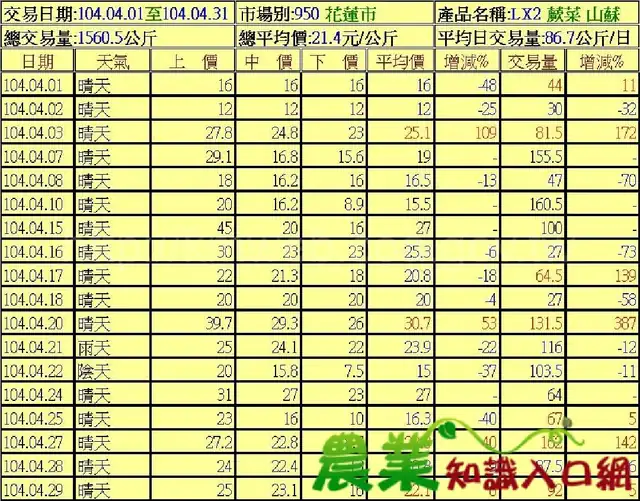 交易日期:104.04.01至104.04.31 市場別:950 花蓮市 產品名稱:LX2 蕨菜 山蘇
總交易量:1560.5公斤 總平均價:21.4元/公斤 平均日交易量:86.7公斤/日
日期 天氣 上 價 中 價 下 價 平均價 增減% 交易量 增減%
104.04.01 晴天 16 16 16 16 -48 44 11
104.04.02 晴天 12 12 12 12 -25 30 -32
104.04.03 晴天 27.8 24.8 23 25.1 109 81.5 172
104.04.07 晴天 29.1 16.8 15.6 19 - 155.5 -
104.04.08 晴天 18 16.2 16 16.5 -13 47 -70
104.04.10 晴天 20 16.2 8.9 15.5 - 160.5 -
104.04.15 晴天 45 20 16 27 - 100 -
104.04.16 晴天 30 23 23 25.3 -6 27 -73
104.04.17 晴天 22 21.3 18 20.8 -18 64.5 139
104.04.18 晴天 20 20 20 20 -4 27 -58
104.04.20 晴天 39.7 29.3 26 30.7 53 131.5 387
104.04.21 雨天 25 24.1 22 23.9 -22 116 -12
104.04.22 陰天 20 15.8 7.5 15 -37 103.5 -11
104.04.24 晴天 31 27 23 27 - 64 -
104.04.25 晴天 23 16 10 16.3 -40 67 5
104.04.27 晴天 27.2 22.8 40 162 142
104.04.28 晴天 24 22.4
104.04.29 晴天 25 23.1 16 22.1 92
農業知識入口網